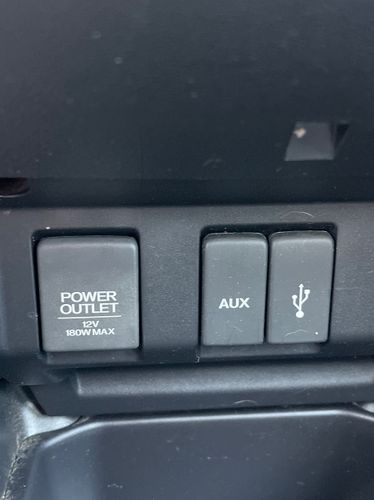 POWER
OUTLET
12V
180W MAX
AUX